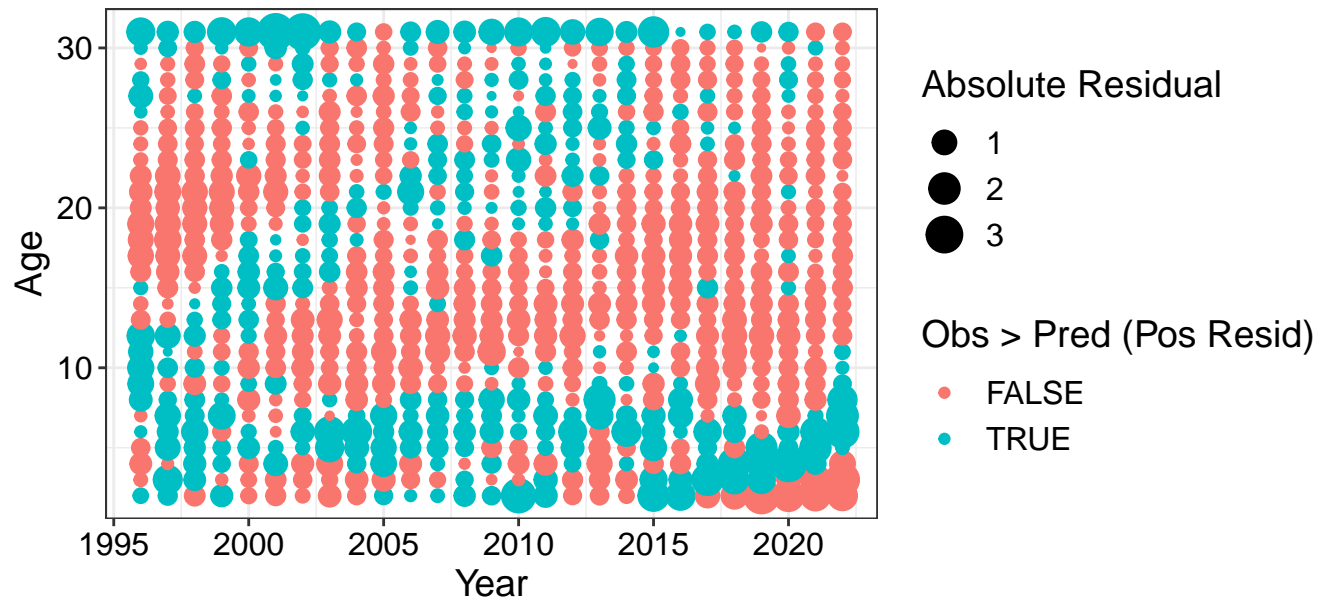 30
20
10
Age
1995
2000
2005
2010
2015
2020
Year
Absolute Residual
1
2
3
Obs > Pred (Pos Resid)
FALSE
TRUE